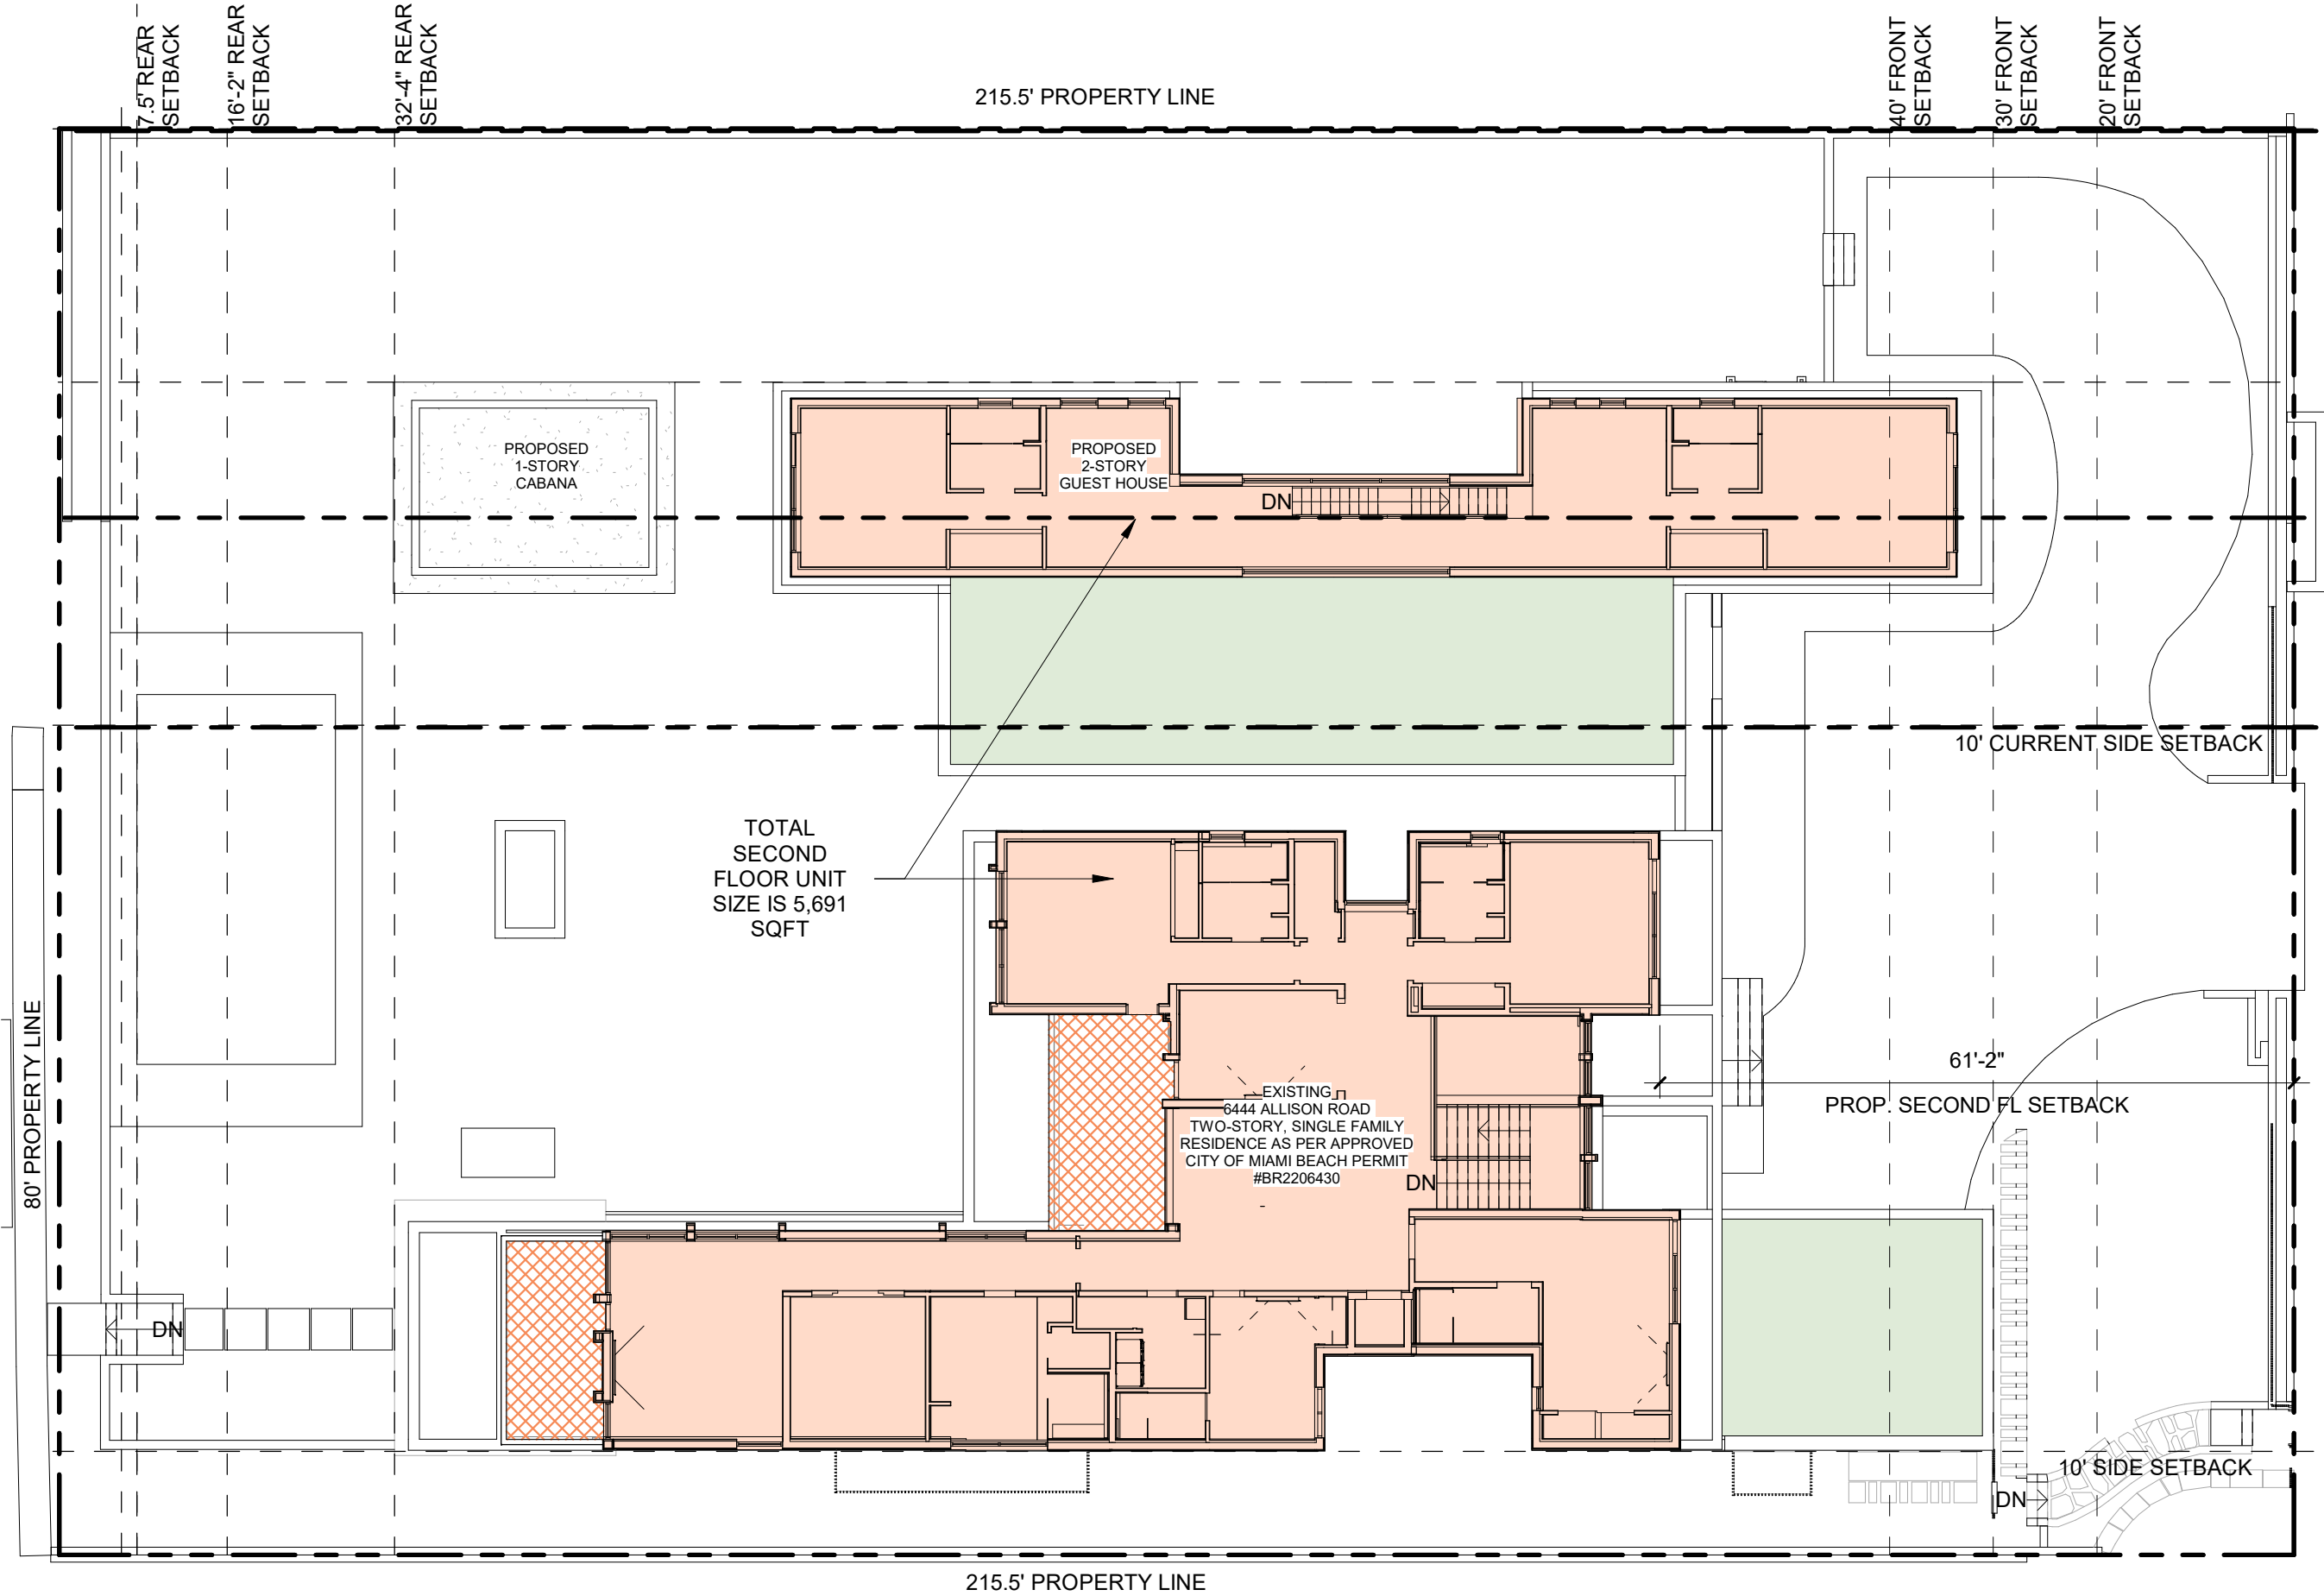 7.5' REAR
SETBACK
16'-2" REAR
SETBACK
32'-4" REAR
SETBACK
215.5' PROPERTY LINE
40' FRONT
SETBACK
30' FRONT
SETBACK
20' FRONT
SETBACK
PROPOSED
1-STORY
CABANA
PROPOSED
2-STORY
GUEST HOUSE
DN
10' CURRENT SIDE SETBACK
TOTAL
SECOND
FLOOR UNIT
SIZE IS 5,691
SQFT
80' PROPERTY LINE
EXISTING
6444 ALLISON ROAD
TWO-STORY, SINGLE FAMILY
RESIDENCE AS PER APPROVED
CITY OF MIAMI BEACH PERMIT
#BR2206430
DN
61'-2"
PROP. SECOND FL SETBACK
DN
10' SIDE SETBACK
DN
215.5' PROPERTY LINE